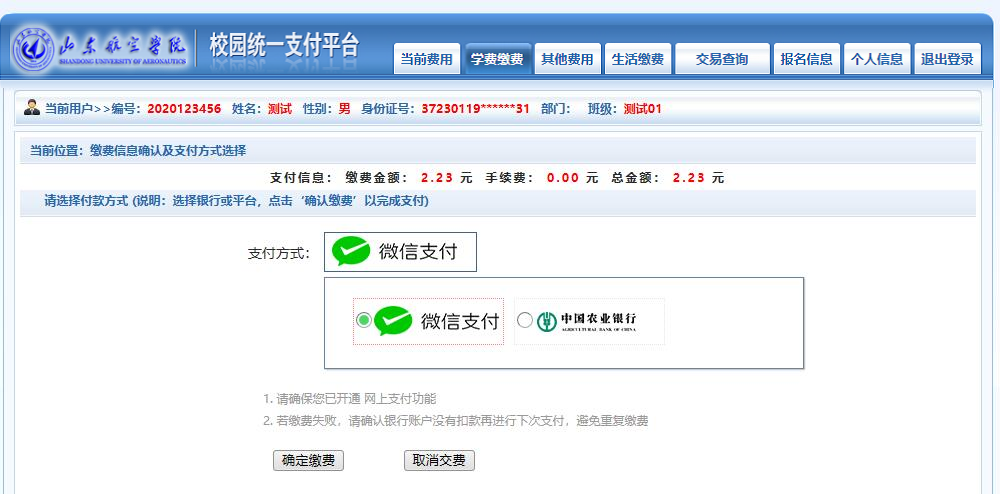 山东航空学院
SHANDONG UNIVERSITY OF AERONAUTICS
校园统一支付平台
当前费用 学费缴费 其他费用 生活缴费 交易查询 报名信息 个人信息 退出登录
当前用户>>编号：2020123456 姓名：测试 性别：男 身份证号：37230119******31 部门： 班级：测试01
当前位置：缴费信息确认及支付方式选择
支付信息： 缴费金额： 2.23 元 手续费： 0.00 元 总金额： 2.23 元
请选择付款方式 (说明：选择银行或平台，点击‘确认缴费’以完成支付)
支付方式： 微信支付
微信支付 中国农业银行
AGRICULTURAL BANK OF CHINA
1. 请确保您已开通 网上支付功能
2. 若缴费失败，请确认银行账户没有扣款再进行下次支付，避免重复缴费
确定缴费 取消交费